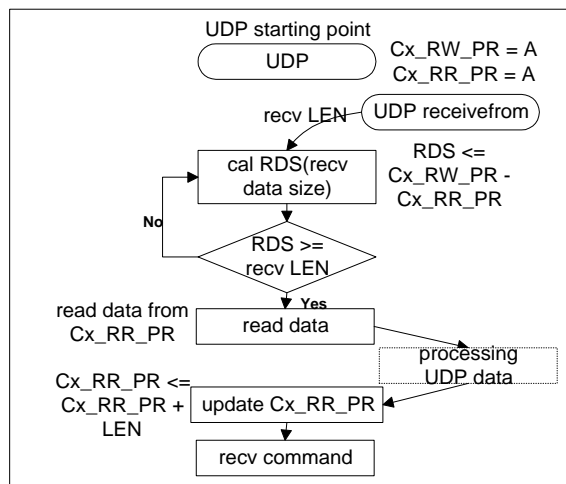 UDP starting point
UDP
Cx_RW_PR = A
Cx_RR_PR = A
recv LEN
UDP receivefrom
cal RDS(recv
data size)
RDS <=
Cx_RW_PR -
Cx_RR_PR
No
RDS >=
recv LEN
Yes
read data from
Cx_RR_PR
read data
processing
UDP data
Cx_RR_PR <=
Cx_RR_PR +
LEN
update Cx_RR_PR
recv command